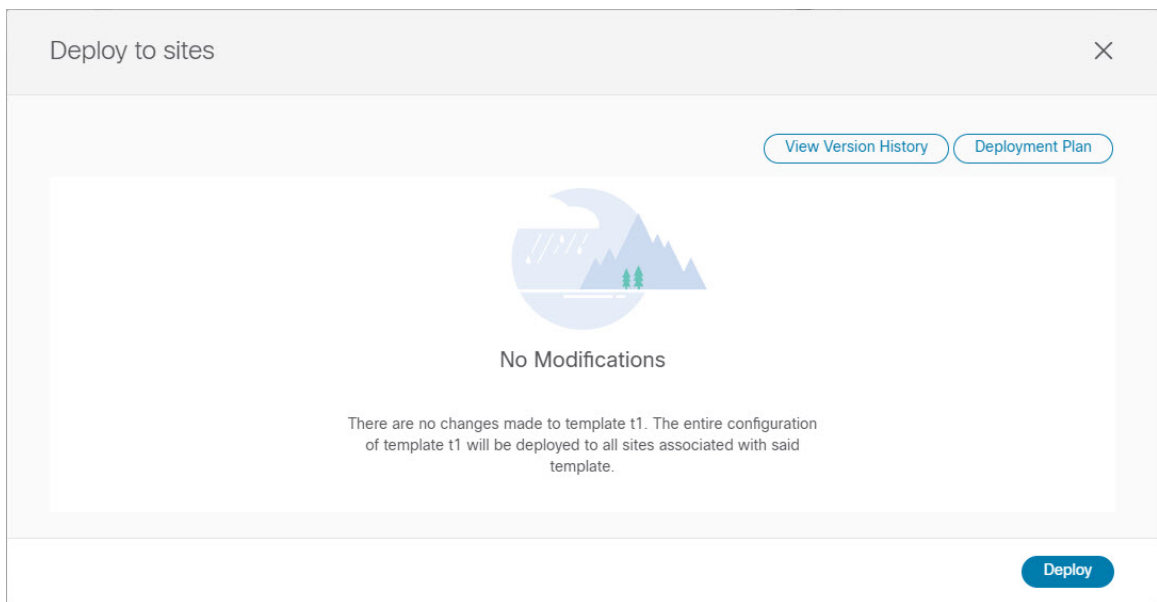 Deploy to sites
View Version History
Deployment Plan
No Modifications
There are no changes made to template t1. The entire configuration
of template t1 will be deployed to all sites associated with said
template.
Deploy